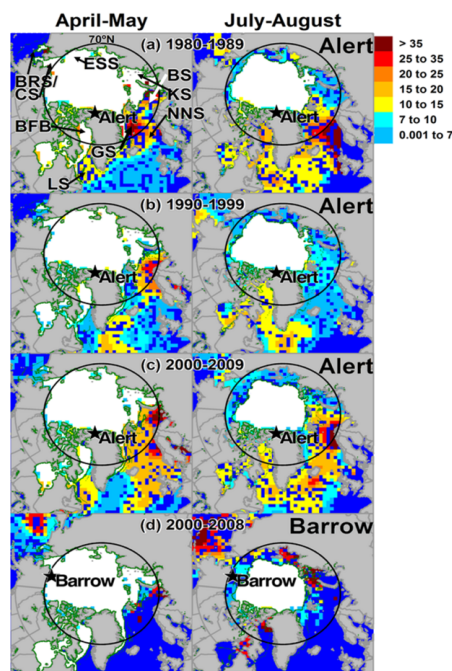 April-May
July-August
70°N
(a) 1980-1989
Alert
ESS
BRS/
CS
BS
KS
BFB
NNS
Alert
GS
LS
Alert
> 35
25 to 35
20 to 25
15 to 20
10 to 15
7 to 10
0.001 to 7
(b) 1990-1999
Alert
Alert
Alert
(c) 2000-2009
Alert
Alert
Alert
(d) 2000-2008
Barrow
Barrow
Barrow